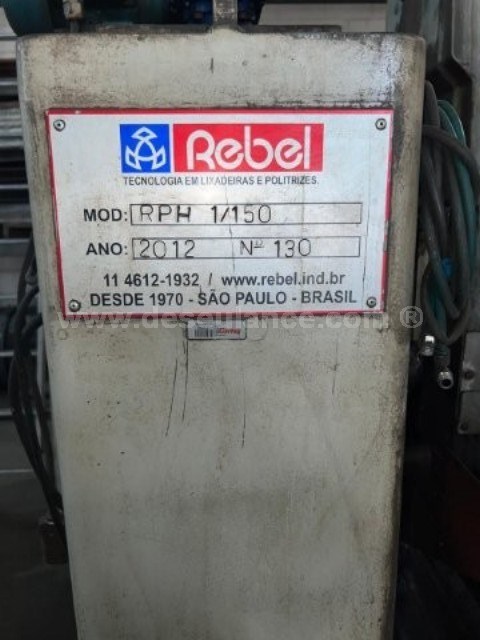 Rebel
TECNOLOGIA EM LIXADEIRAS E POLITRIZES.
MOD: RPH 1/150
ANO: 2012 Nº 130
11 4612-1932 / www.rebel.ind.br
DESDE 1970 - SÃO PAULO - BRASIL